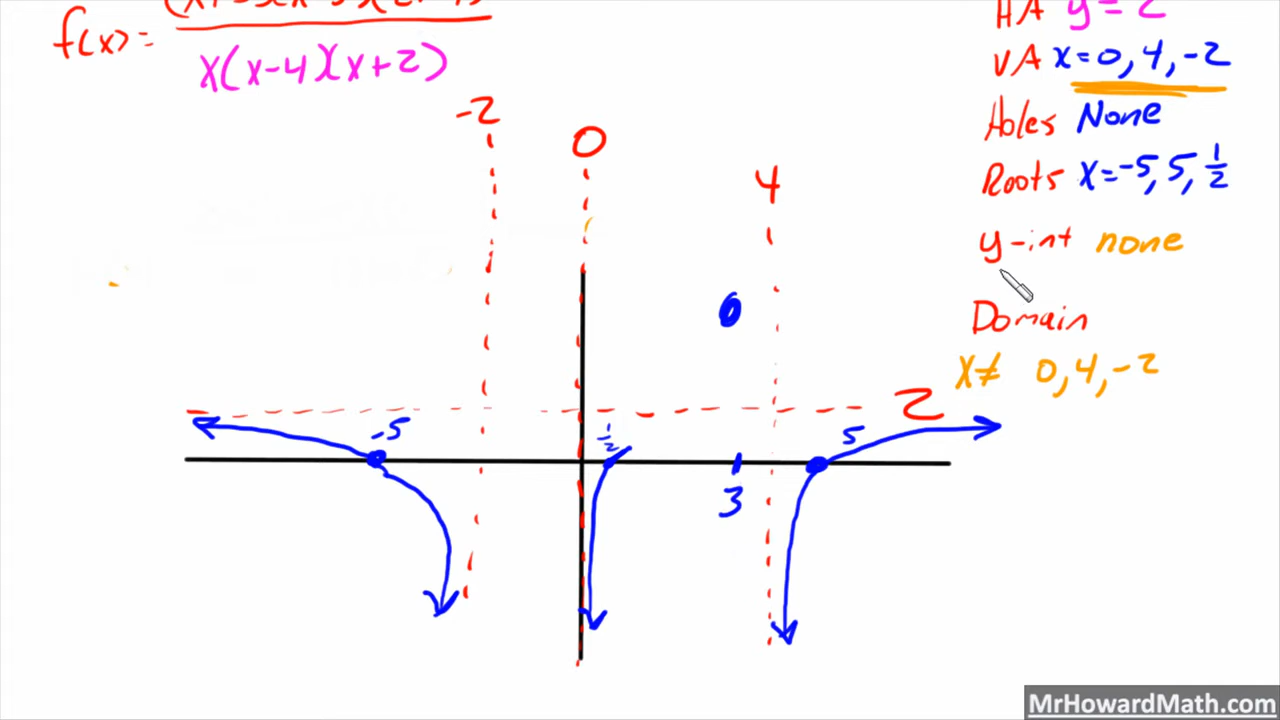 f(x)=
x(x-4)(x+2)
HA y=2
VA x=0,4,-2
Holes None
Roots x=-5,5,1/2
y-int none
Domain
x≠ 0,4,-2
-2
0
4
2
-5
1/2
5
3
MrHowardMath.com